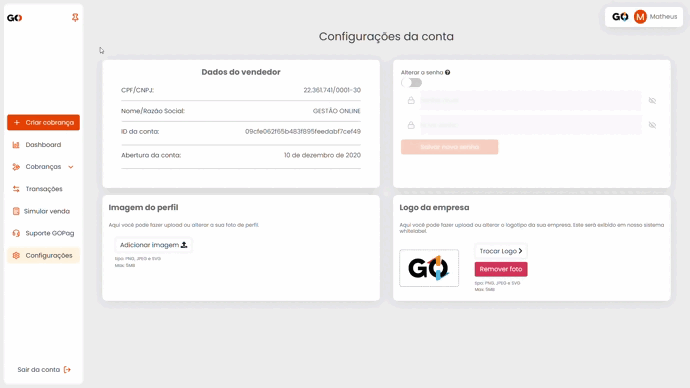 GO
GO M Matheus
Configurações da conta
Criar cobrança
Dashboard
Cobranças
Transações
Simular venda
Suporte GOPag
Configurações
Sair da conta
Dados do vendedor
CPF/CNPJ: 22.361.741/0001-30
Nome/Razão Social: GESTÃO ONLINE
ID da conta: 09cfe062f65b483f895feedabf7cef49
Abertura da conta: 10 de dezembro de 2020
Alterar a senha
Imagem do perfil
Aqui você pode fazer upload ou alterar a sua foto de perfil.
Adicionar imagem
tipo: PNG, JPEG e SVG
Max: 5MB
Logo da empresa
Aqui você pode fazer upload ou alterar o logotipo da sua empresa. Este será exibido em nosso sistema
whitelabel.
GO
Trocar Logo
Remover foto
tipo: PNG, JPEG e SVG
Max: 5MB